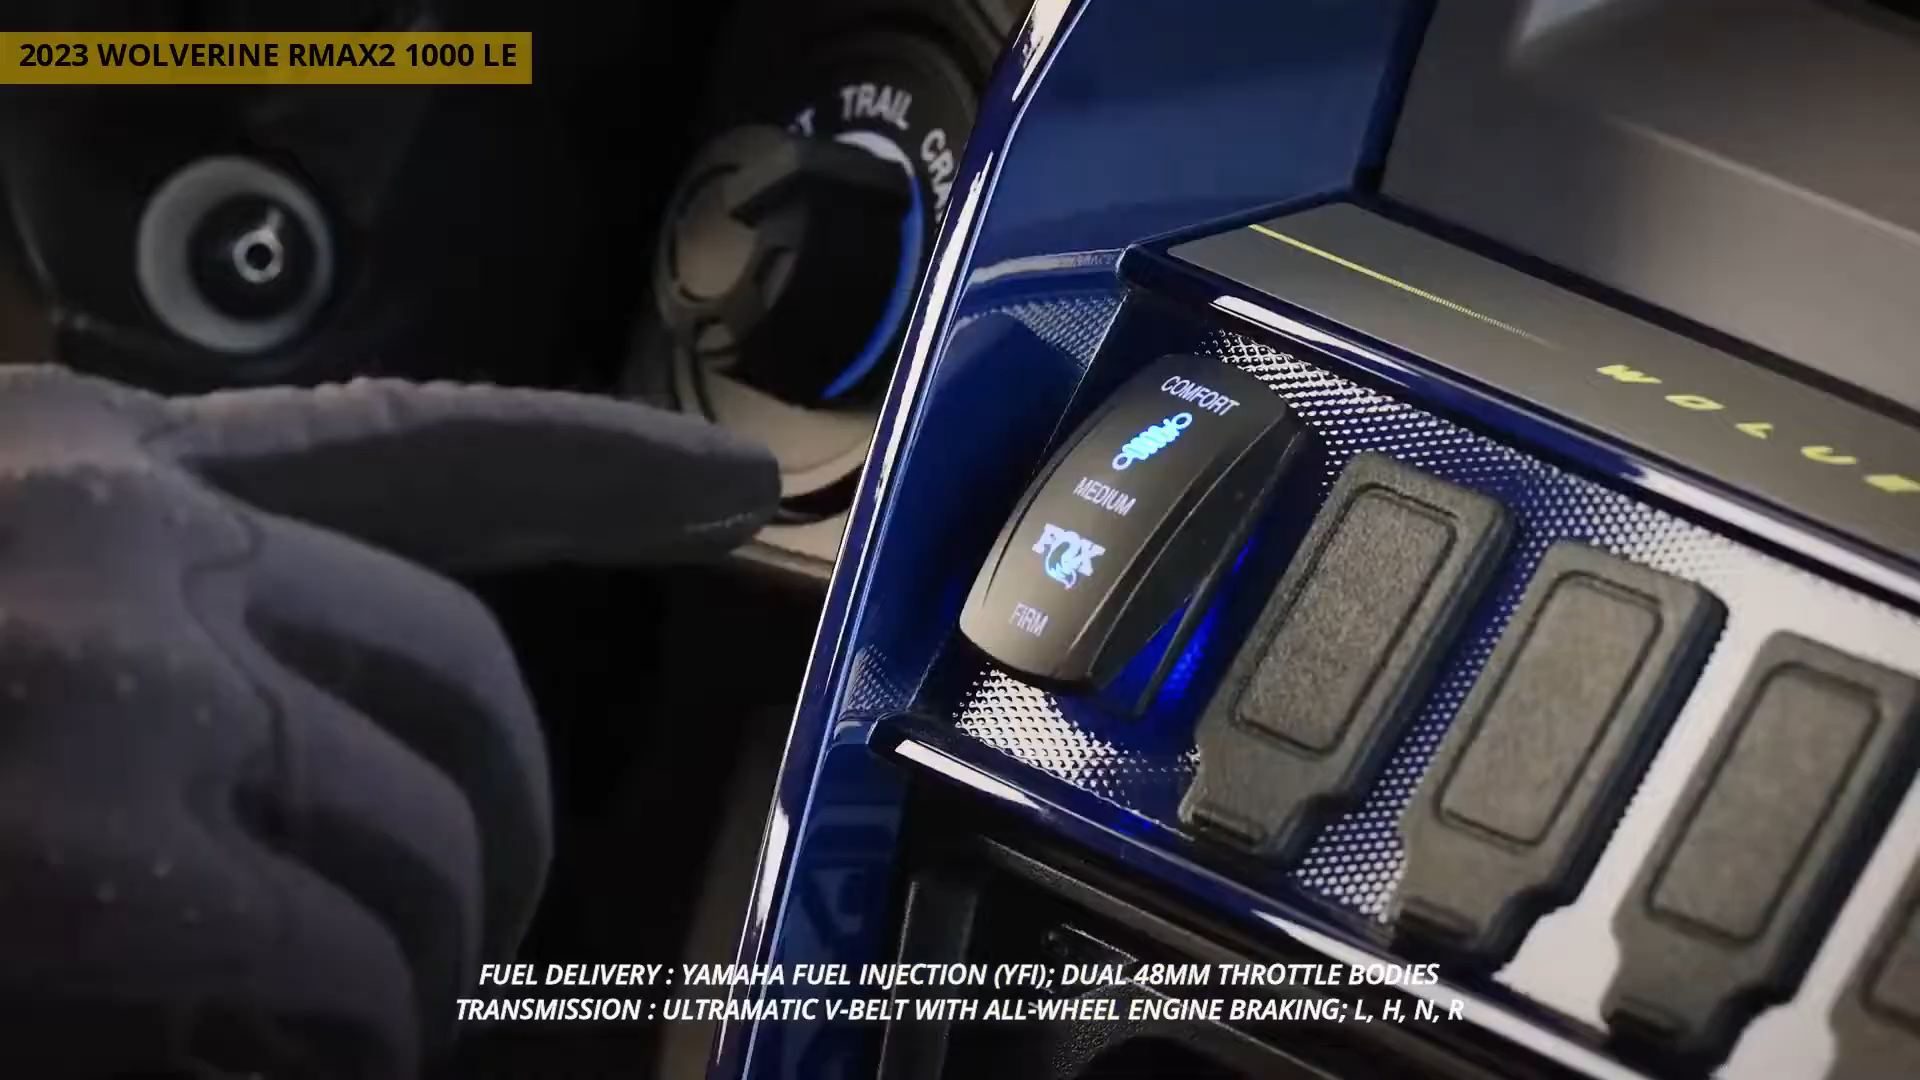 2023 WOLVERINE RMAX2 1000 LE
TRAIL
COMFORT
MEDIUM
FOX
FIRM
FUEL DELIVERY : YAMAHA FUEL INJECTION (YFI); DUAL 48MM THROTTLE BODIES
TRANSMISSION : ULTRAMATIC V-BELT WITH ALL-WHEEL ENGINE BRAKING; L, H, N, R